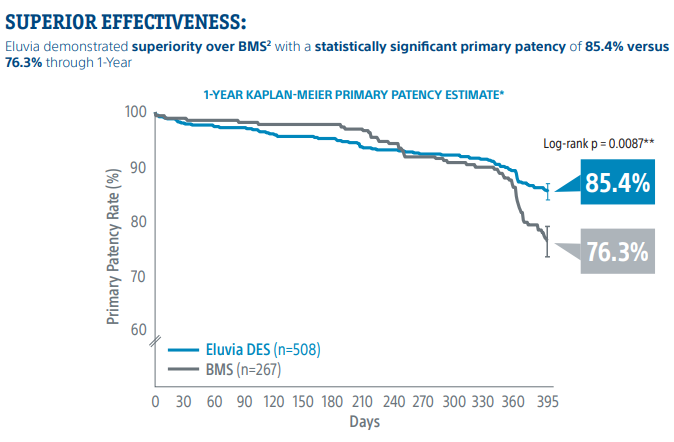 SUPERIOR EFFECTIVENESS:
Eluvia demonstrated superiority over BMS² with a statistically significant primary patency of 85.4% versus
76.3% through 1-Year
1-YEAR KAPLAN-MEIER PRIMARY PATENCY ESTIMATE*
Log-rank p = 0.0087**
85.4%
76.3%
Primary Patency Rate (%)
100
90
80
70
60
Eluvia DES (n=508)
BMS (n=267)
0 30 60 90 120 150 180 210 240 270 300 330 360 395
Days